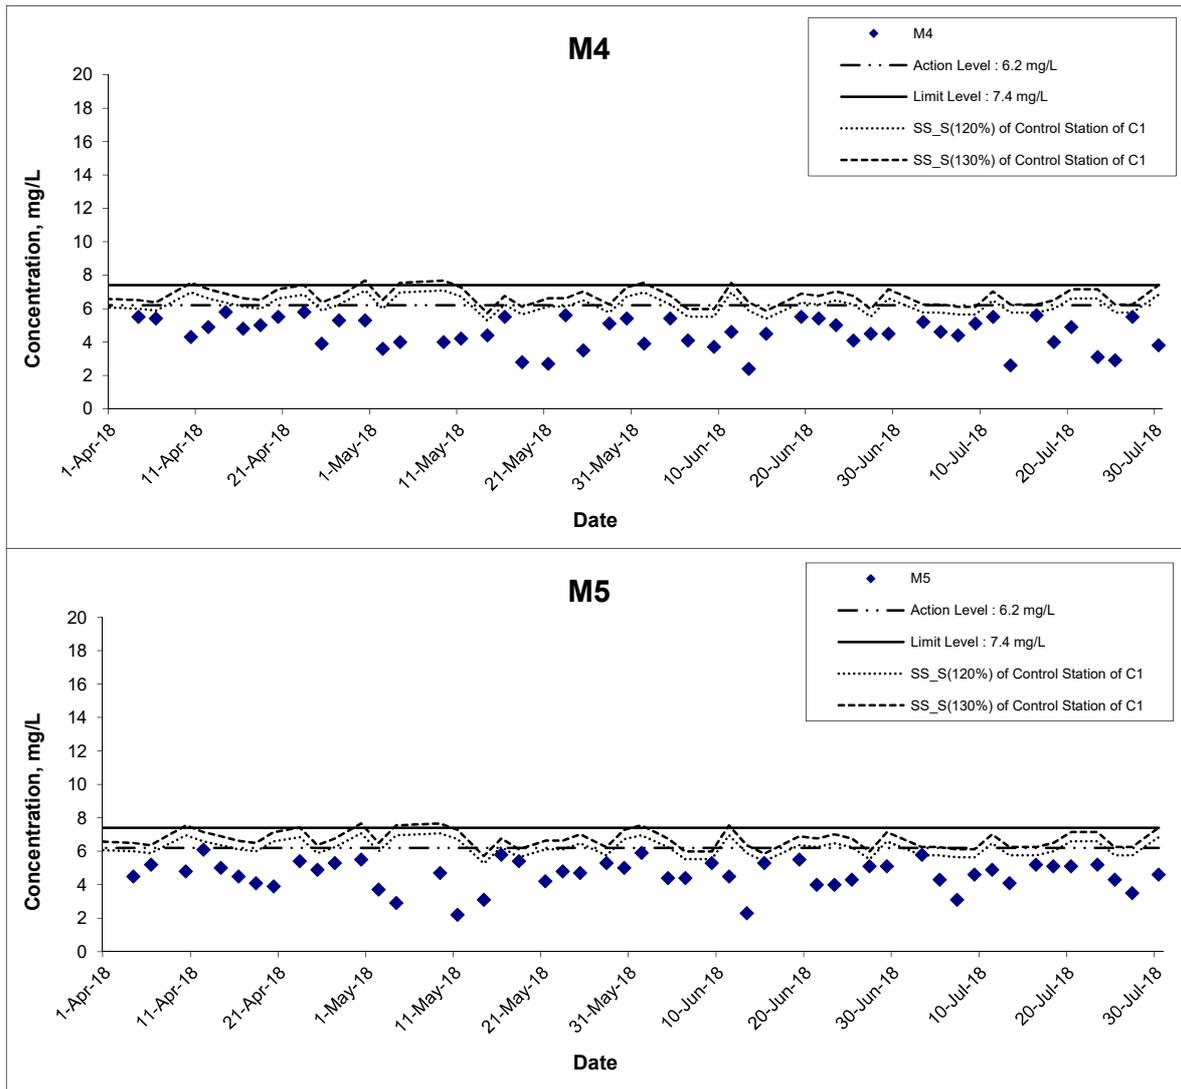 M4
M4
Action Level : 6.2 mg/L
Limit Level : 7.4 mg/L
SS_S(120%) of Control Station of C1
SS_S(130%) of Control Station of C1
Concentration, mg/L
20
18
16
14
12
10
8
6
4
2
0
1-Apr-18
11-Apr-18
21-Apr-18
1-May-18
11-May-18
21-May-18
31-May-18
10-Jun-18
20-Jun-18
30-Jun-18
10-Jul-18
20-Jul-18
30-Jul-18
Date
M5
M5
Action Level : 6.2 mg/L
Limit Level : 7.4 mg/L
SS_S(120%) of Control Station of C1
SS_S(130%) of Control Station of C1
Concentration, mg/L
20
18
16
14
12
10
8
6
4
2
0
1-Apr-18
11-Apr-18
21-Apr-18
1-May-18
11-May-18
21-May-18
31-May-18
10-Jun-18
20-Jun-18
30-Jun-18
10-Jul-18
20-Jul-18
30-Jul-18
Date